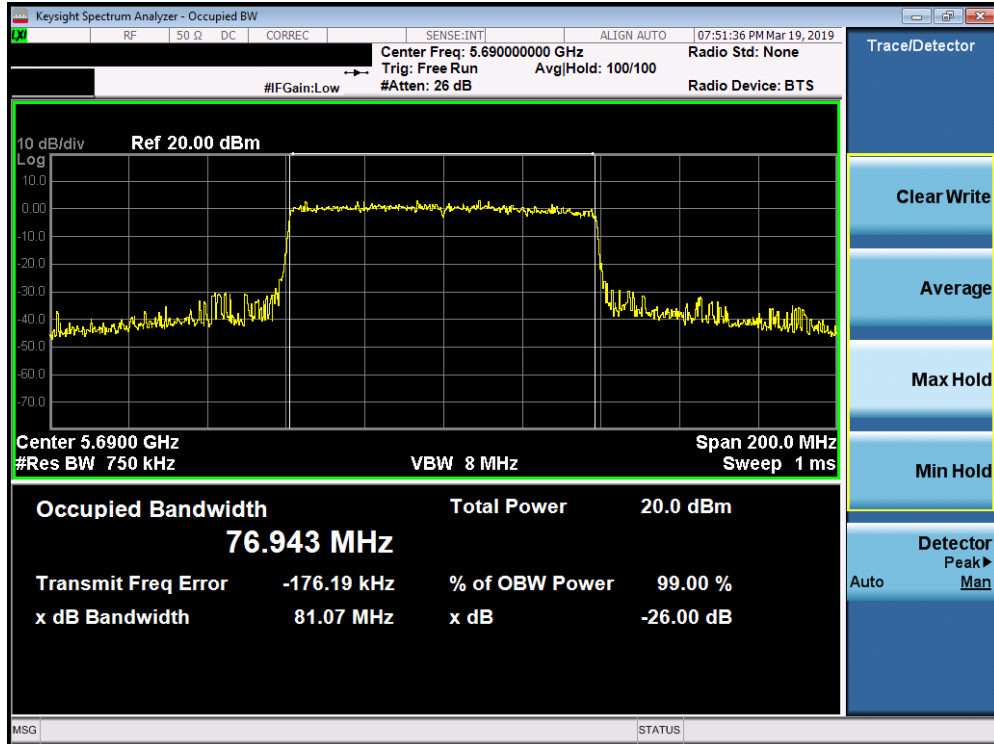 Keysight Spectrum Analyzer - Occupied BW
LXI RF 50 Ω DC CORREC SENSE:INT ALIGN AUTO 07:51:36 PM Mar 19, 2019
Center Freq: 5.690000000 GHz Radio Std: None
Trig: Free Run Avg|Hold: 100/100
#IFGain:Low #Atten: 26 dB Radio Device: BTS
10 dB/div Ref 20.00 dBm
Log
10.0
0.00
-10.0
-20.0
-30.0
-40.0
-50.0
-60.0
-70.0
Center 5.6900 GHz Span 200.0 MHz
#Res BW 750 kHz VBW 8 MHz Sweep 1 ms
Occupied Bandwidth Total Power 20.0 dBm
76.943 MHz
Transmit Freq Error -176.19 kHz % of OBW Power 99.00 %
x dB Bandwidth 81.07 MHz x dB -26.00 dB
MSG STATUS
Trace/Detector
Clear Write
Average
Max Hold
Min Hold
Detector
Peak▶
Auto Man